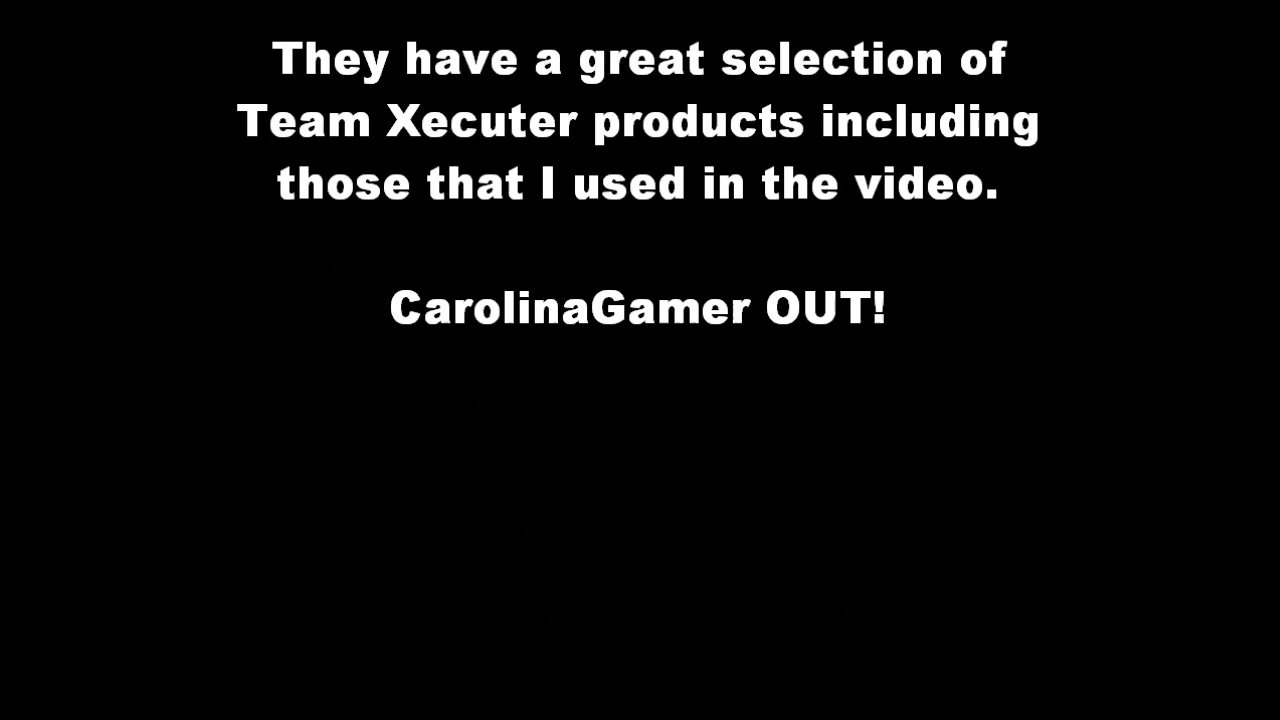 They have a great selection of
Team Xecuter products including
those that I used in the video.
CarolinaGamer OUT!